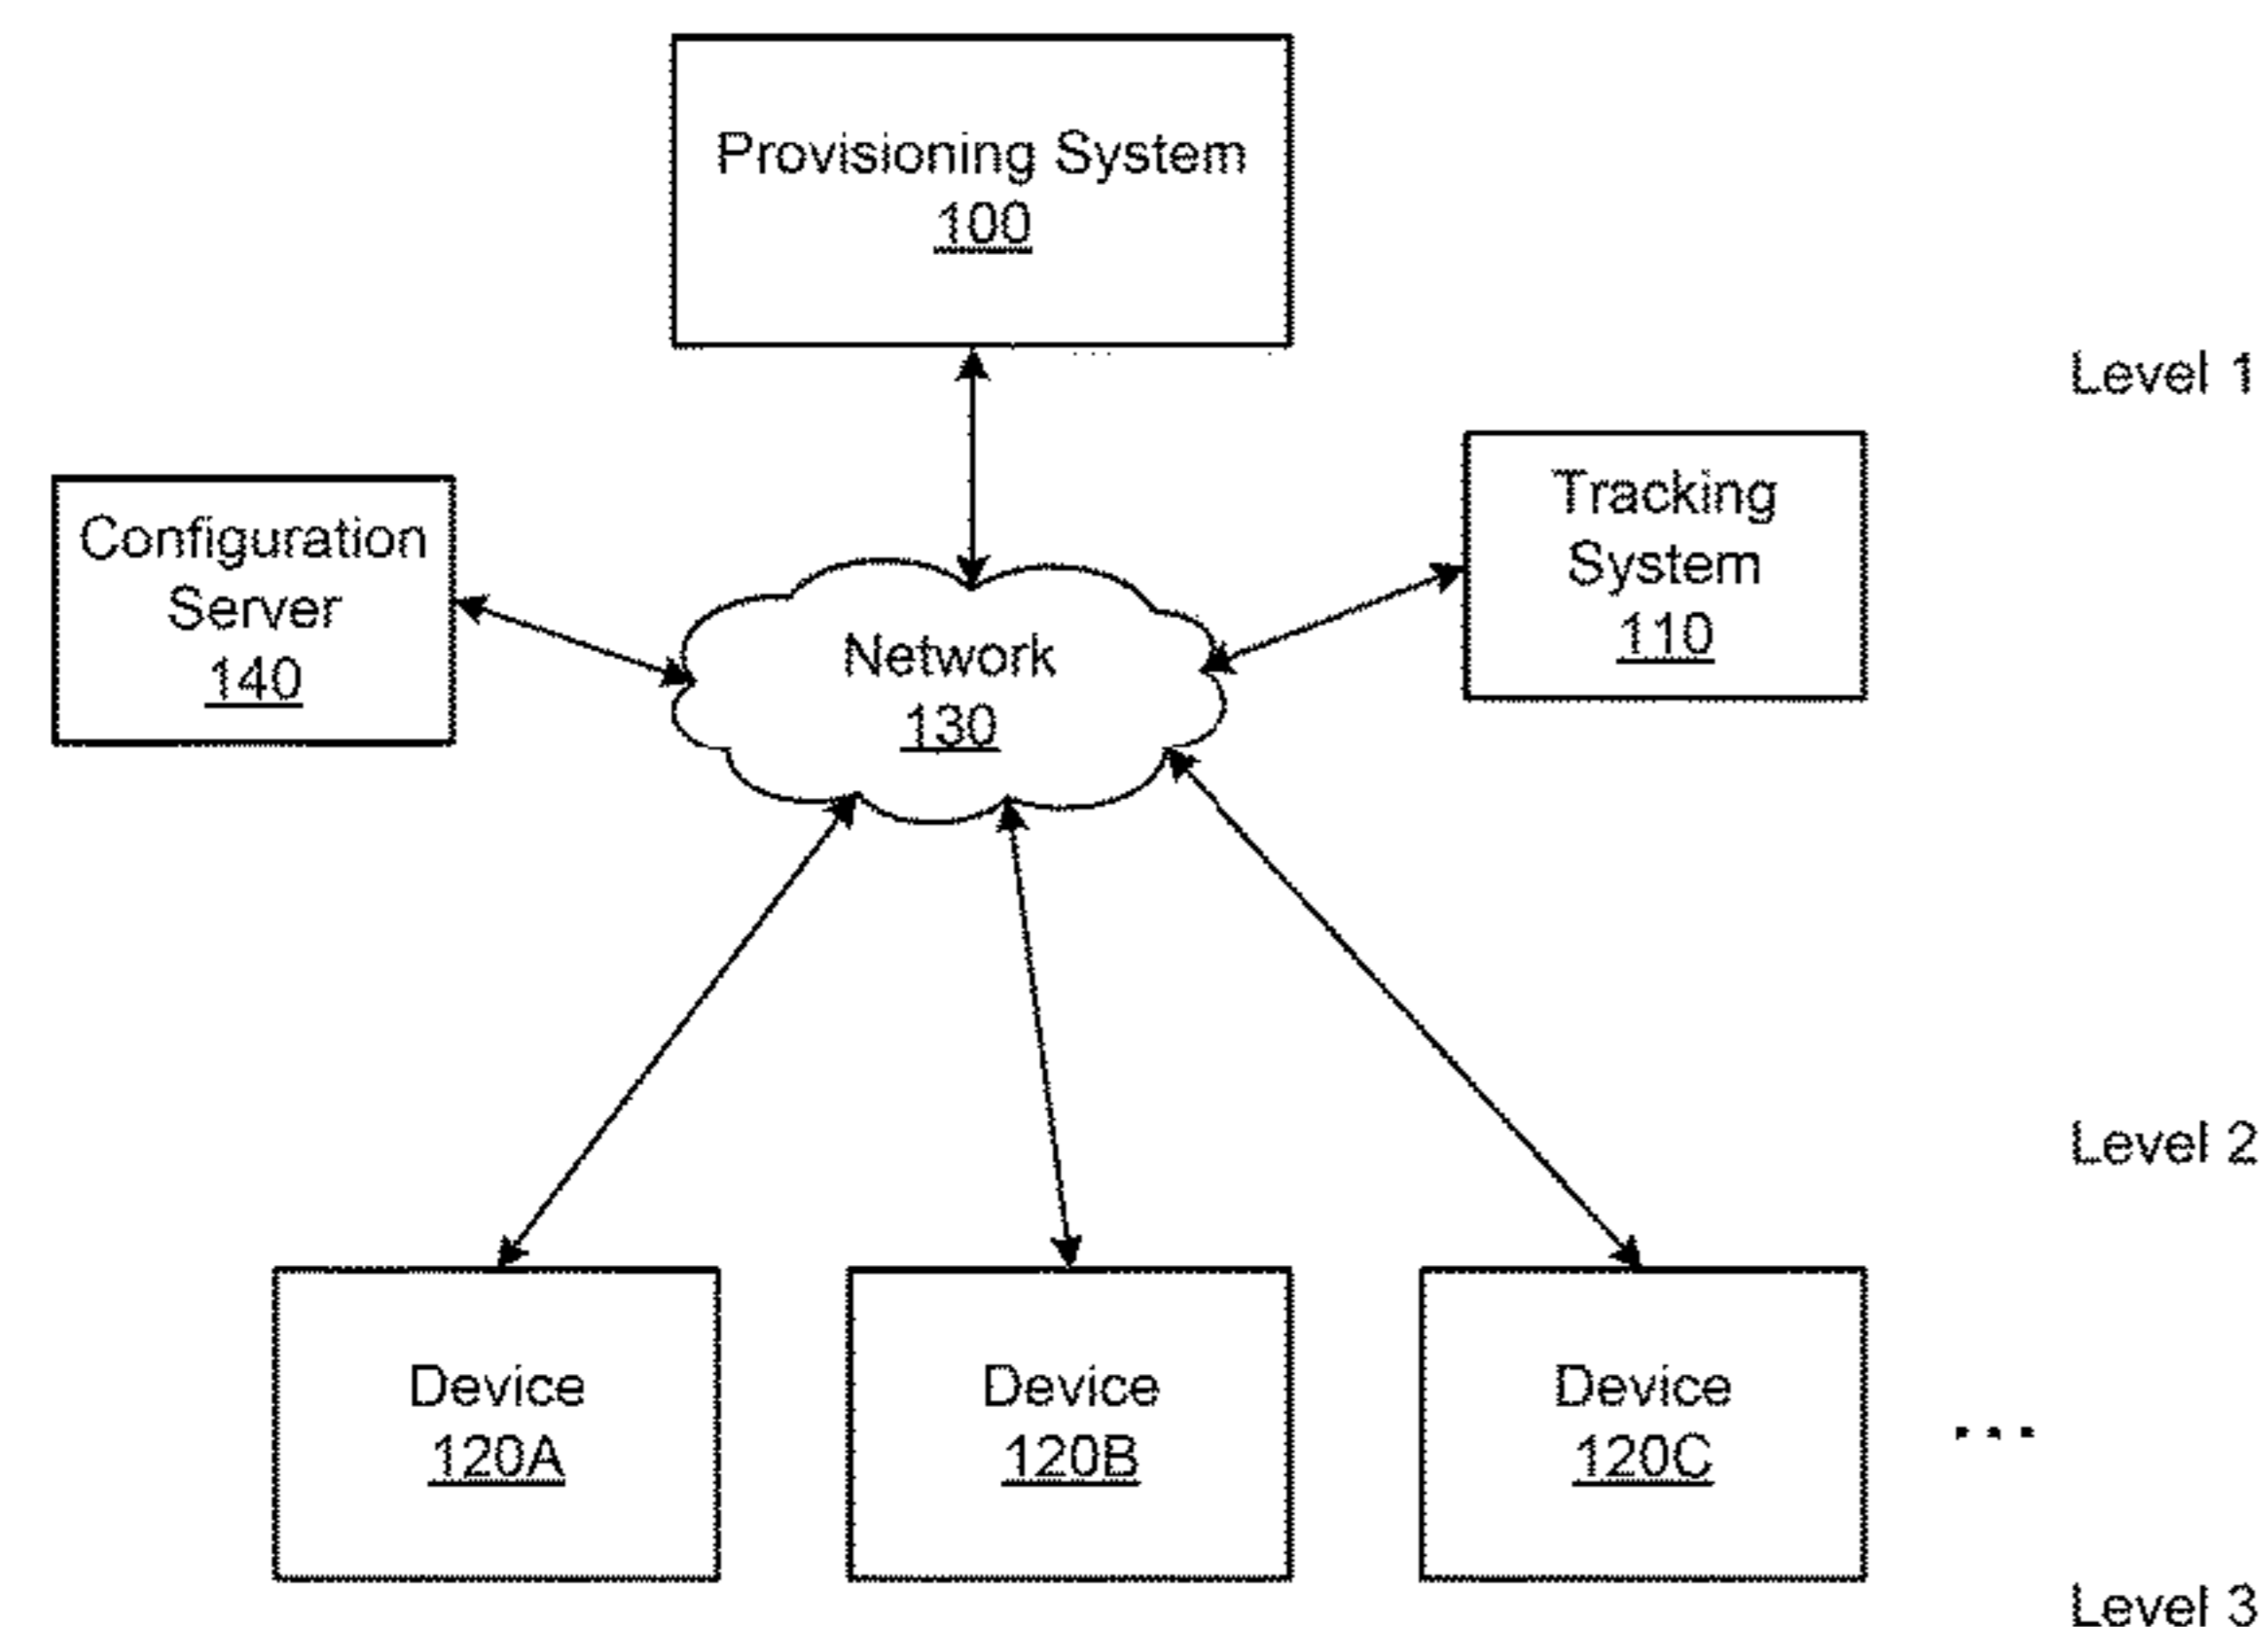 Provisioning System
100
Level 1
Configuration
Server
140
Network
130
Tracking
System
110
Level 2
Device
120A
Device
120B
Device
120C
...
Level 3